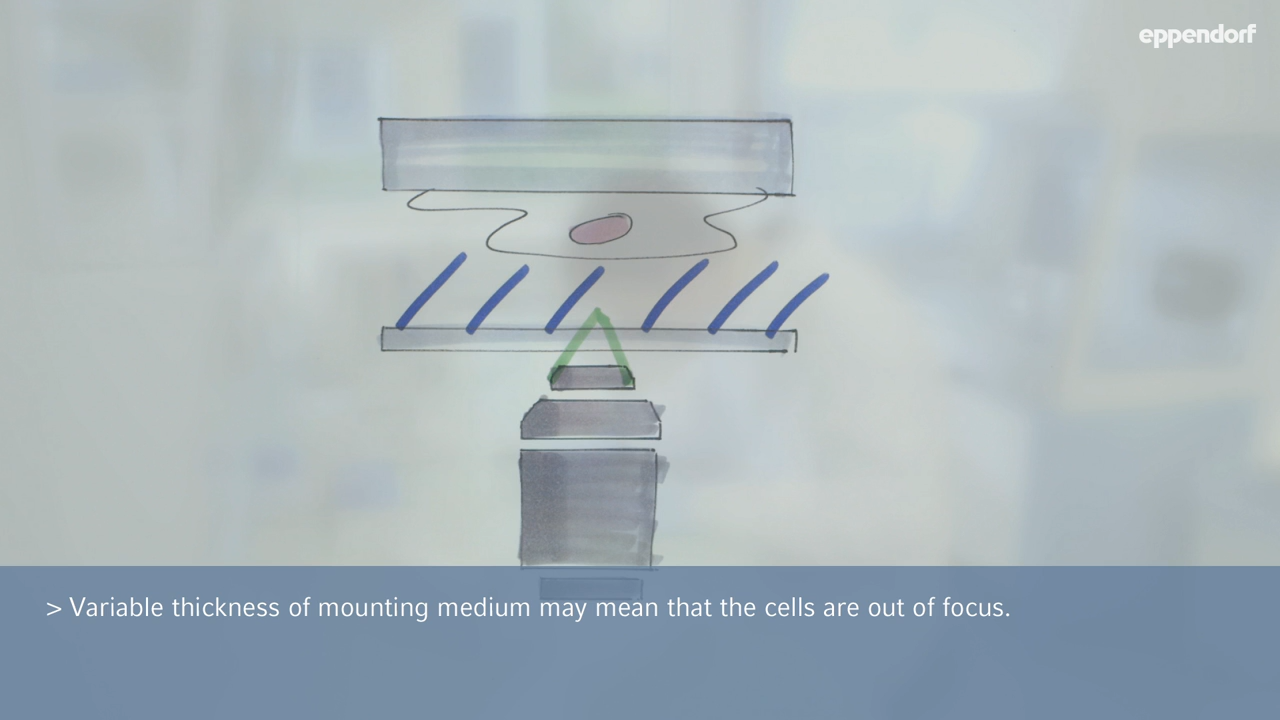 eppendorf
> Variable thickness of mounting medium may mean that the cells are out of focus.